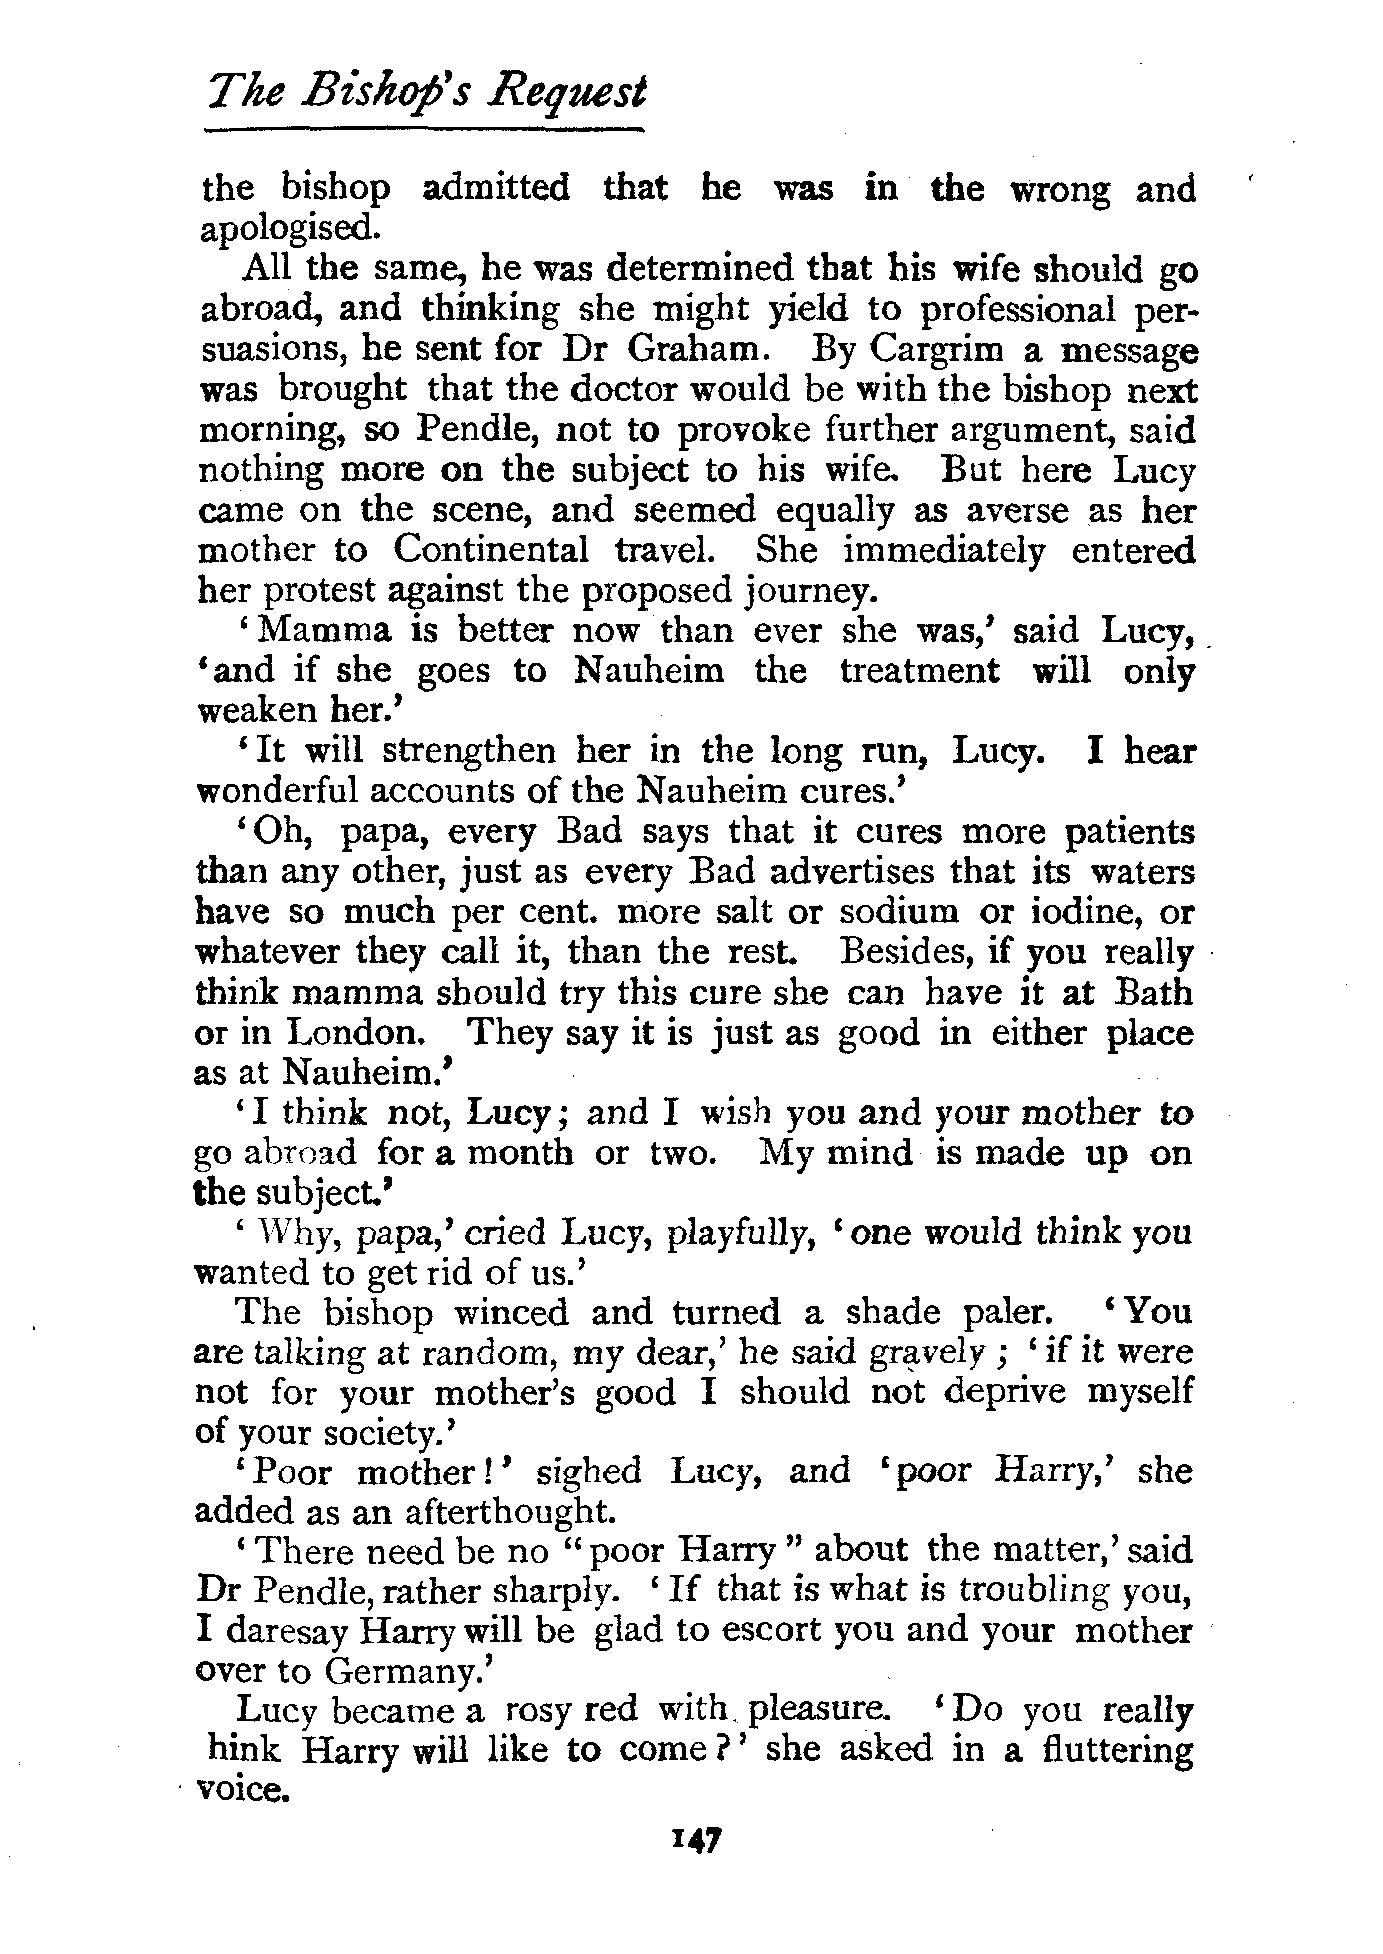 The Bishop's Request
the bishop admitted that he was in the wrong and
apologised.
All the same, he was determined that his wife should go
abroad, and thinking she might yield to professional per-
suasions, he sent for Dr Graham. By Cargrim a message
was brought that the doctor would be with the bishop next
morning, so Pendle, not to provoke further argument, said
nothing more on the subject to his wife. But here Lucy
came on the scene, and seemed equally as averse as her
mother to Continental travel. She immediately entered
her protest against the proposed journey.
‘Mamma is better now than ever she was,’ said Lucy,
‘and if she goes to Nauheim the treatment will only
weaken her.’
‘It will strengthen her in the long run, Lucy. I hear
wonderful accounts of the Nauheim cures.’
‘Oh, papa, every Bad says that it cures more patients
than any other, just as every Bad advertises that its waters
have so much per cent. more salt or sodium or iodine, or
whatever they call it, than the rest. Besides, if you really
think mamma should try this cure she can have it at Bath
or in London. They say it is just as good in either place
as at Nauheim.’
‘I think not, Lucy; and I wish you and your mother to
go abroad for a month or two. My mind is made up on
the subject.’
‘Why, papa,’ cried Lucy, playfully, ‘one would think you
wanted to get rid of us.’
The bishop winced and turned a shade paler. ‘You
are talking at random, my dear,’ he said gravely; ‘if it were
not for your mother's good I should not deprive myself
of your society.’
‘Poor mother!’ sighed Lucy, and ‘poor Harry,’ she
added as an afterthought.
‘There need be no “poor Harry” about the matter,’ said
Dr Pendle, rather sharply. ‘If that is what is troubling you,
I daresay Harry will be glad to escort you and your mother
over to Germany.’
Lucy became a rosy red with pleasure. ‘Do you really
hink Harry will like to come?’ she asked in a fluttering
voice.
147